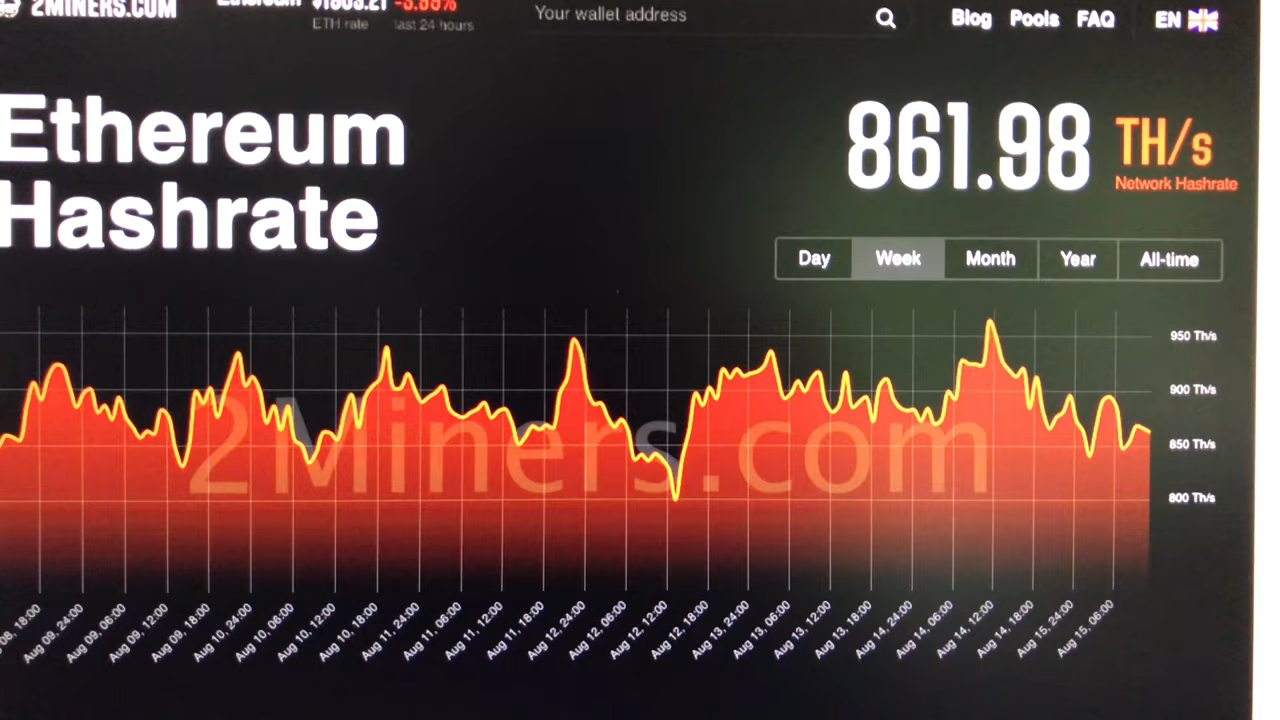 2MINERS.COM
Ethereum
-3.56%
ETH rate
last 24 hours
Your wallet address
Blog
Pools
FAQ
EN
Ethereum
Hashrate
861.98
TH/s
Network Hashrate
Day
Week
Month
Year
All-time
950 Th/s
900 Th/s
850 Th/s
800 Th/s
2Miners.com
08, 18:00
Aug 09, 24:00
Aug 09, 06:00
Aug 09, 12:00
Aug 09, 18:00
Aug 10, 24:00
Aug 10, 06:00
Aug 10, 12:00
Aug 10, 18:00
Aug 11, 24:00
Aug 11, 06:00
Aug 11, 12:00
Aug 11, 18:00
Aug 12, 24:00
Aug 12, 06:00
Aug 12, 12:00
Aug 12, 18:00
Aug 13, 24:00
Aug 13, 06:00
Aug 13, 12:00
Aug 13, 18:00
Aug 14, 24:00
Aug 14, 06:00
Aug 14, 12:00
Aug 14, 18:00
Aug 15, 24:00
Aug 15, 06:00